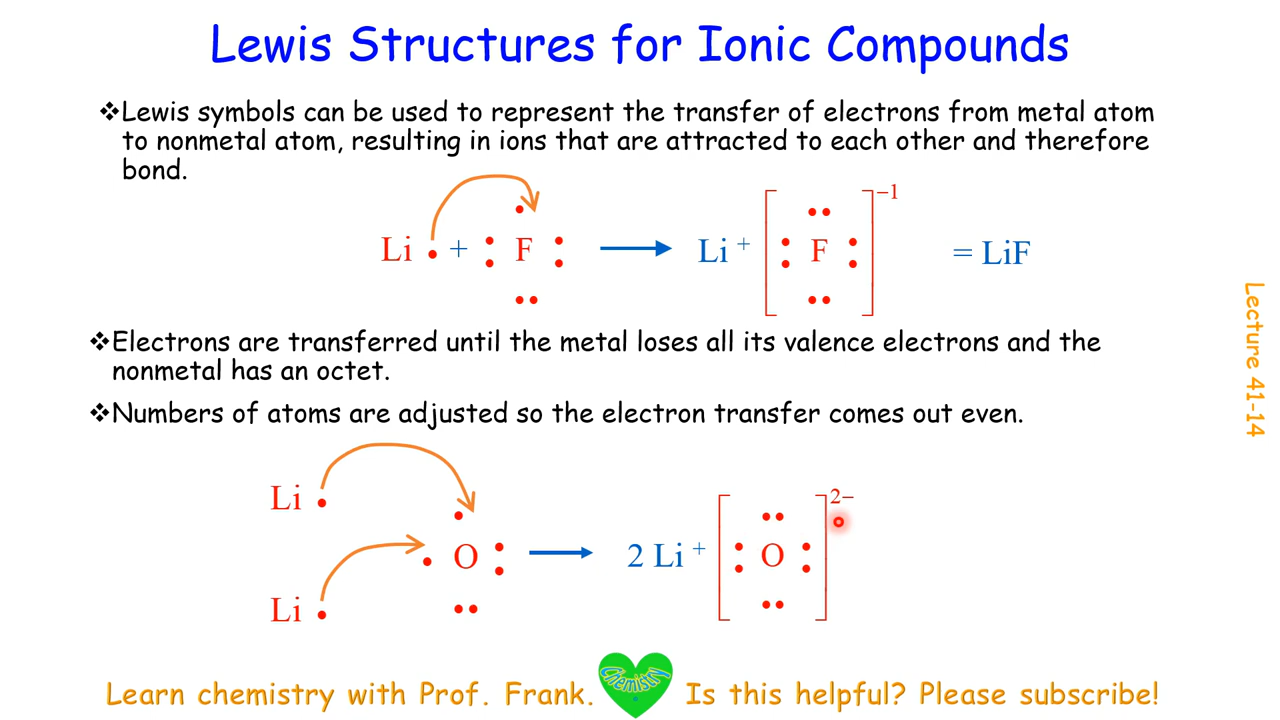 Lewis Structures for Ionic Compounds
❖Lewis symbols can be used to represent the transfer of electrons from metal atom
to nonmetal atom, resulting in ions that are attracted to each other and therefore
bond.
Li + F Li + F −1 = LiF
❖Electrons are transferred until the metal loses all its valence electrons and the
nonmetal has an octet.
❖Numbers of atoms are adjusted so the electron transfer comes out even.
Li
O 2 Li + O 2−
Li
Lecture 41-14
Learn chemistry with Prof. Frank. Chemistry Is this helpful? Please subscribe!